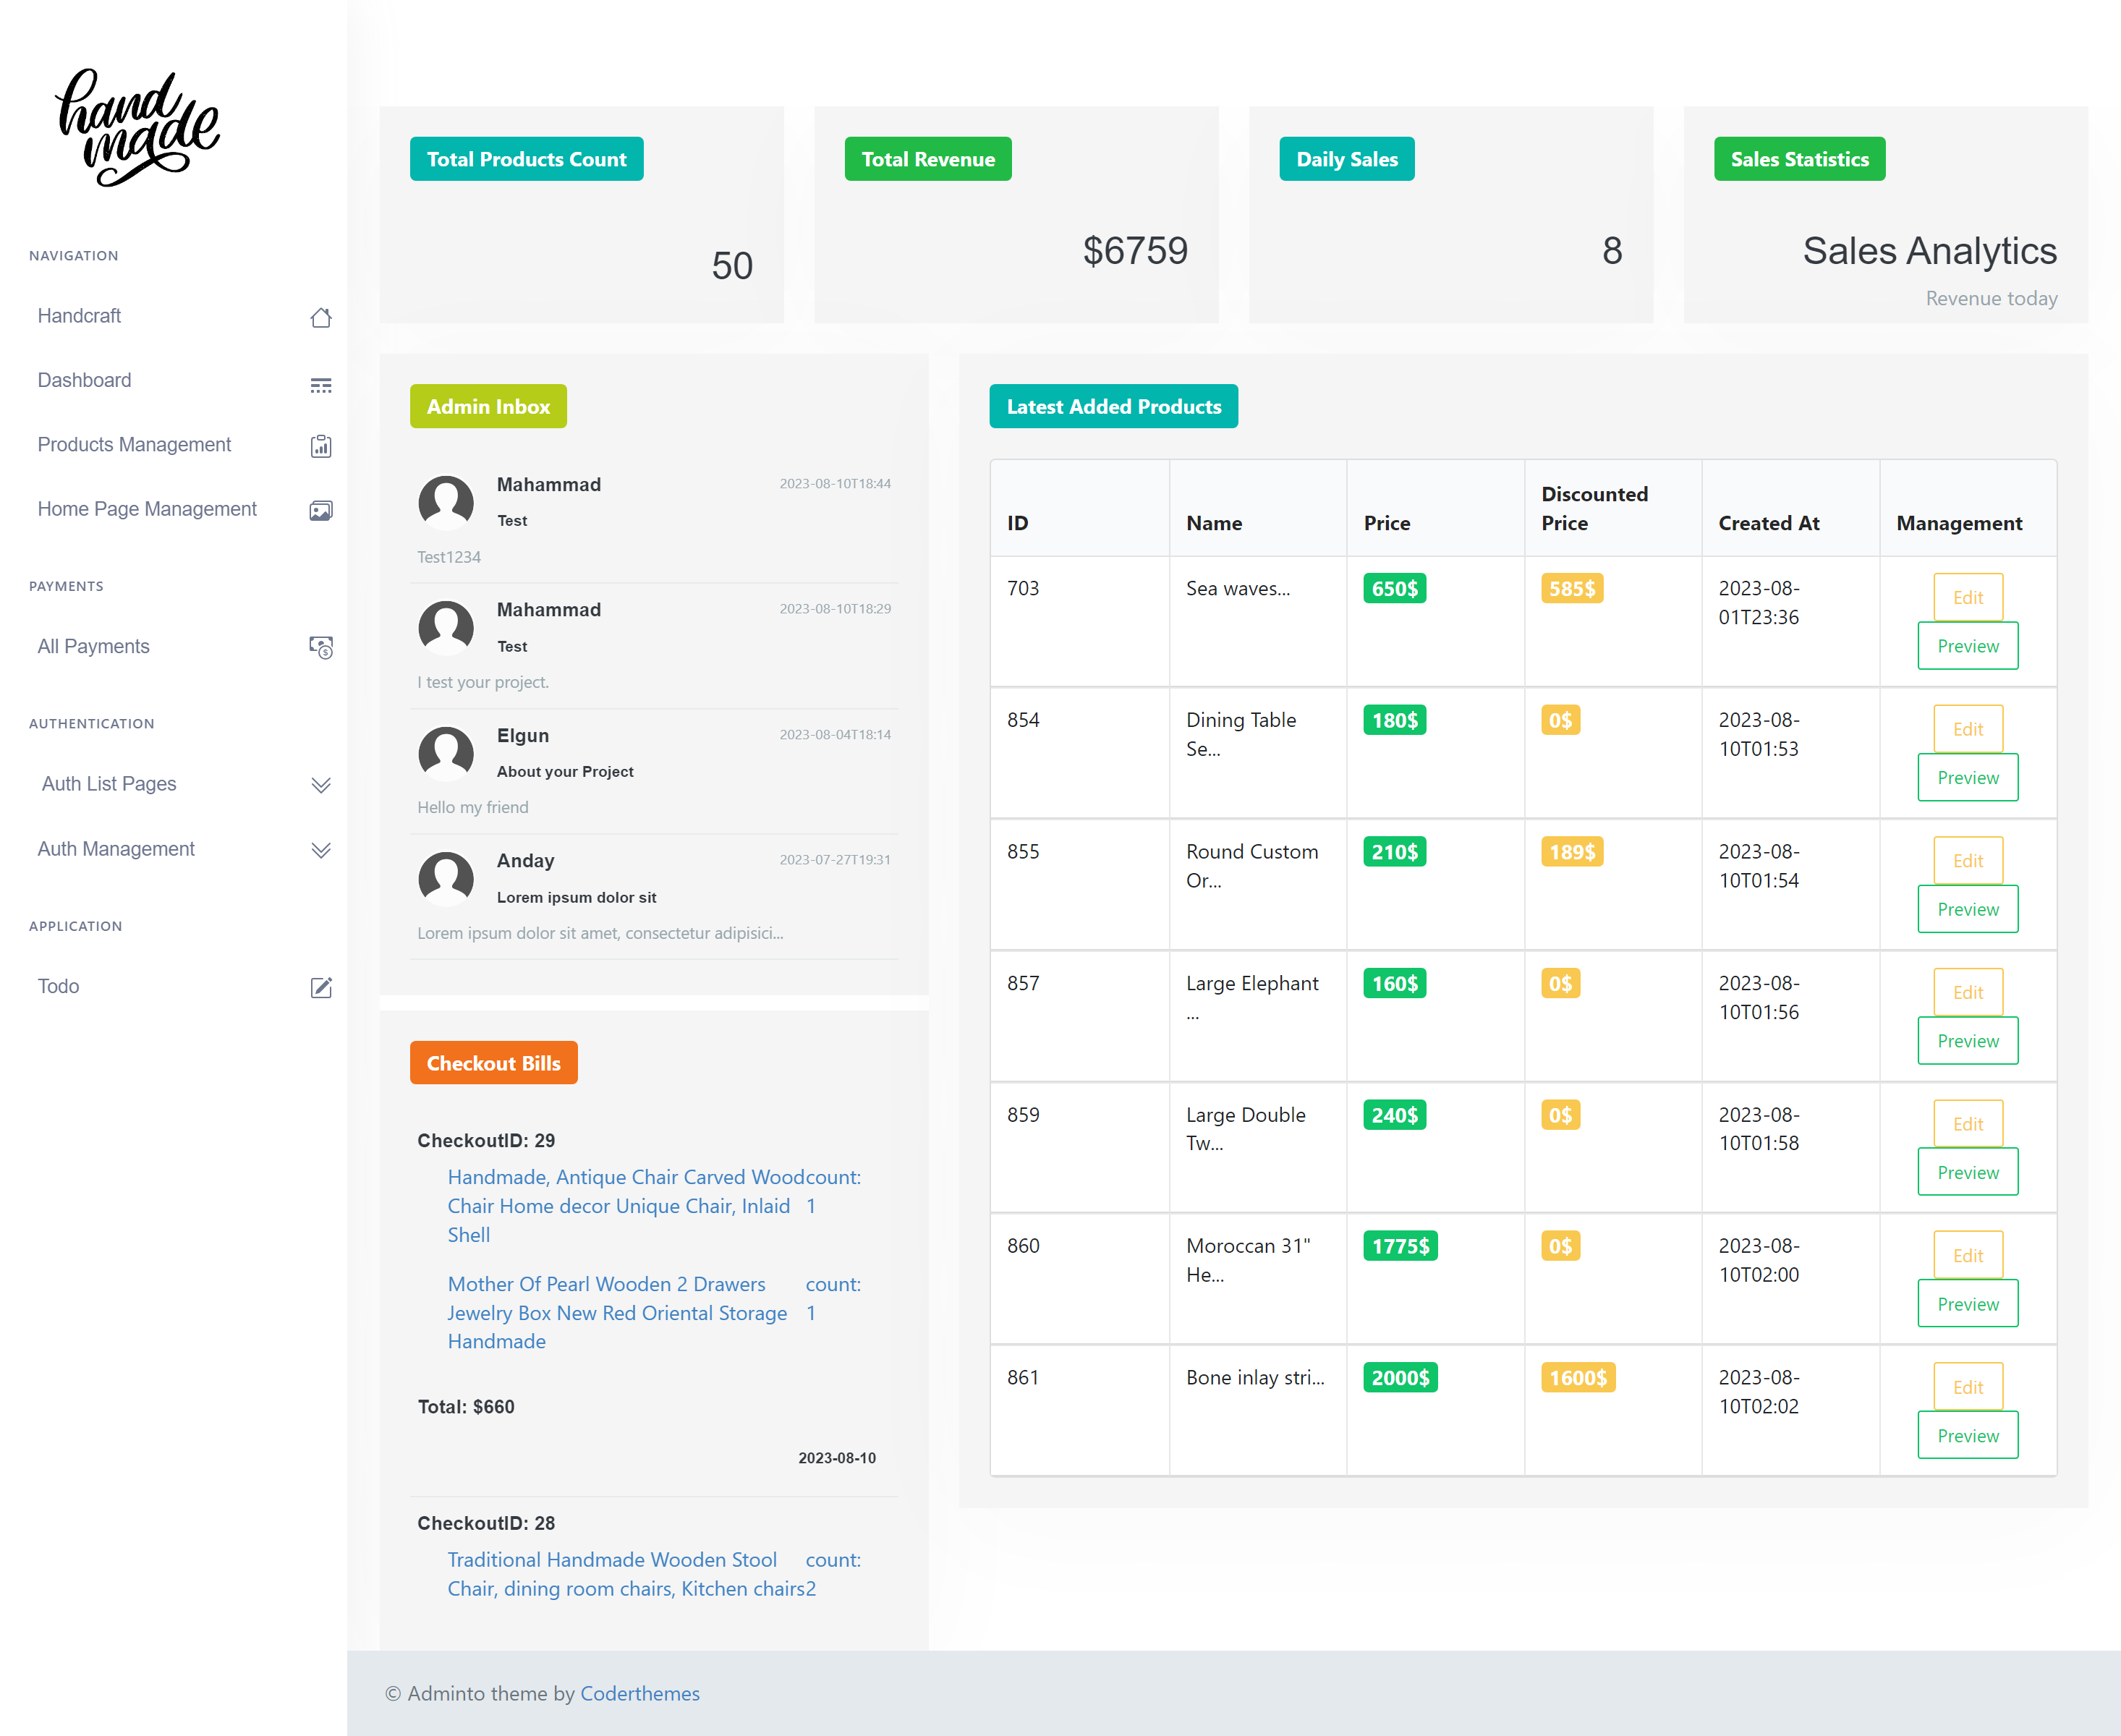 hand
made
NAVIGATION
Handcraft
Dashboard
Products Management
Home Page Management
PAYMENTS
All Payments
AUTHENTICATION
Auth List Pages
Auth Management
APPLICATION
Todo
Total Products Count
50
Total Revenue
$6759
Daily Sales
8
Sales Statistics
Sales Analytics
Revenue today
Admin Inbox
Mahammad 2023-08-10T18:44
Test
Test1234
Mahammad 2023-08-10T18:29
Test
I test your project.
Elgun 2023-08-04T18:14
About your Project
Hello my friend
Anday 2023-07-27T19:31
Lorem ipsum dolor sit
Lorem ipsum dolor sit amet, consectetur adipisici...
Checkout Bills
CheckoutID: 29
Handmade, Antique Chair Carved Wood count:
Chair Home decor Unique Chair, Inlaid 1
Shell
Mother Of Pearl Wooden 2 Drawers count:
Jewelry Box New Red Oriental Storage 1
Handmade
Total: $660
2023-08-10
CheckoutID: 28
Traditional Handmade Wooden Stool count:
Chair, dining room chairs, Kitchen chairs 2
Latest Added Products
Discounted
ID Name Price Price Created At Management
703 Sea waves... 650$ 585$ 2023-08- Edit
01T23:36
Preview
854 Dining Table 180$ 0$ 2023-08- Edit
Se... 10T01:53
Preview
855 Round Custom 210$ 189$ 2023-08- Edit
Or... 10T01:54
Preview
857 Large Elephant 160$ 0$ 2023-08- Edit
... 10T01:56
Preview
859 Large Double 240$ 0$ 2023-08- Edit
Tw... 10T01:58
Preview
860 Moroccan 31" 1775$ 0$ 2023-08- Edit
He... 10T02:00
Preview
861 Bone inlay stri... 2000$ 1600$ 2023-08- Edit
10T02:02
Preview
© Adminto theme by Coderthemes